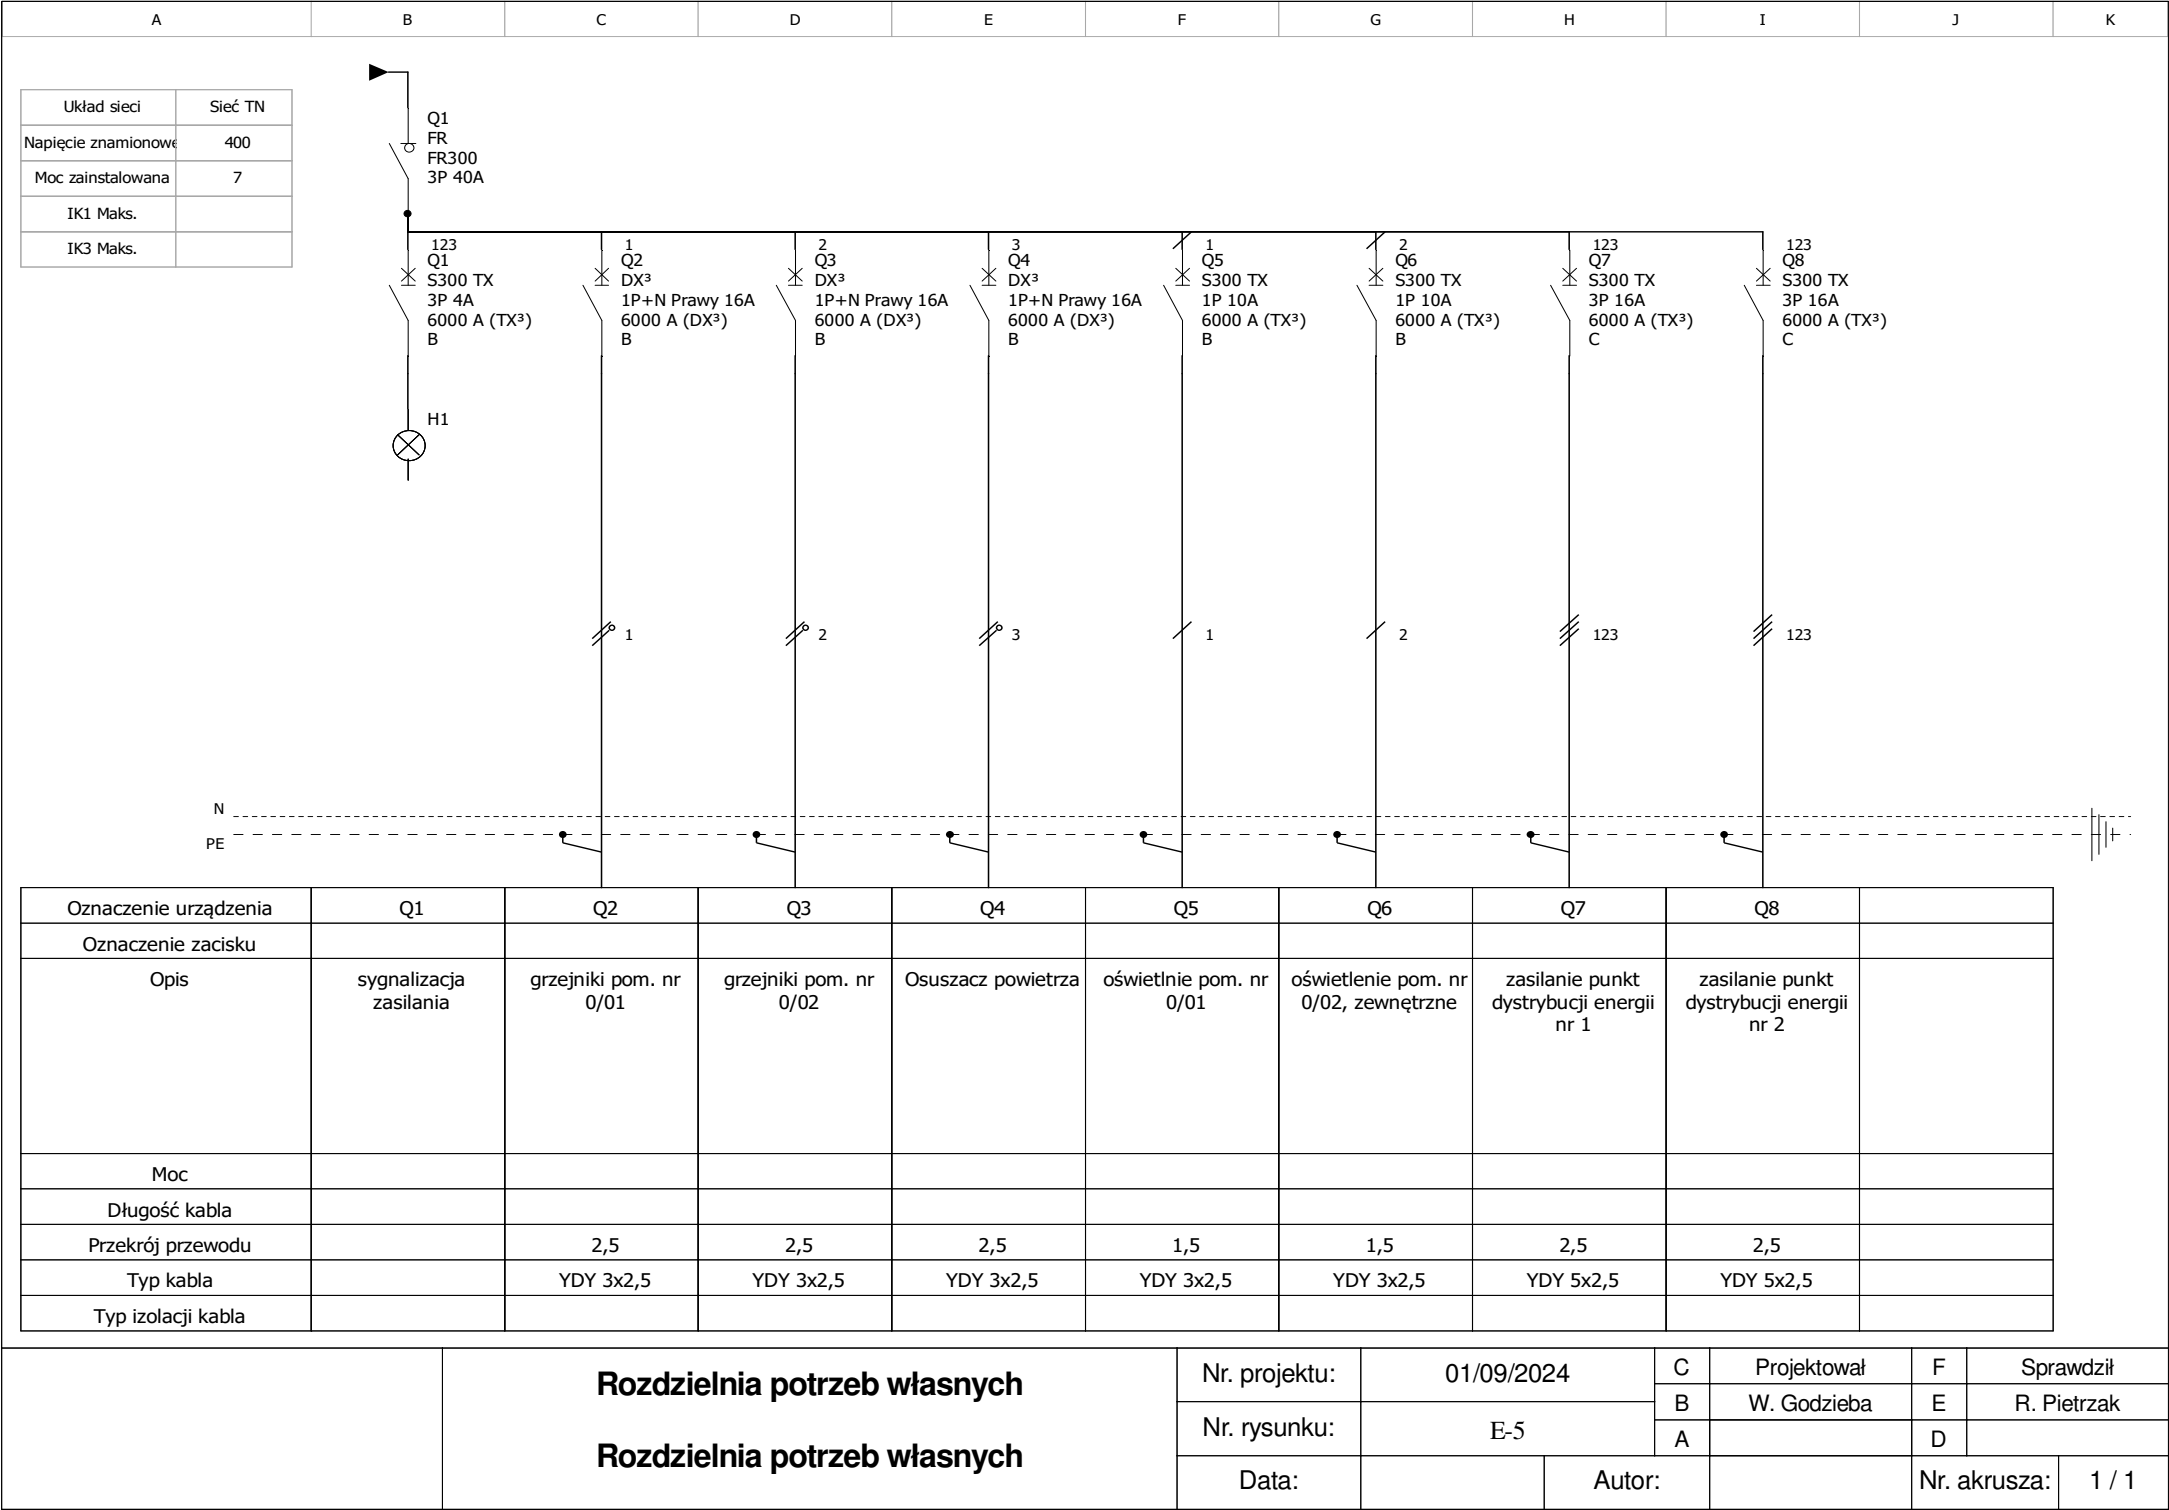 A B C D E F G H I J K
Układ sieci Sieć TN
Napięcie znamionowe 400
Moc zainstalowana 7
IK1 Maks.
IK3 Maks.
Q1
FR
FR300
3P 40A
123 1 2 3 1 2 123 123
Q1 Q2 Q3 Q4 Q5 Q6 Q7 Q8
S300 TX DX³ DX³ DX³ S300 TX S300 TX S300 TX S300 TX
3P 4A 1P+N Prawy 16A 1P+N Prawy 16A 1P+N Prawy 16A 1P 10A 1P 10A 3P 16A 3P 16A
6000 A (TX³) 6000 A (DX³) 6000 A (DX³) 6000 A (DX³) 6000 A (TX³) 6000 A (TX³) 6000 A (TX³) 6000 A (TX³)
B B B B B B C C
H1
1 2 3 1 2 123 123
N
PE
Oznaczenie urządzenia Q1 Q2 Q3 Q4 Q5 Q6 Q7 Q8
Oznaczenie zacisku
Opis sygnalizacja grzejniki pom. nr grzejniki pom. nr Osuszacz powietrza oświetlnie pom. nr oświetlenie pom. nr zasilanie punkt zasilanie punkt
zasilania 0/01 0/02 0/01 0/02, zewnętrzne dystrybucji energii dystrybucji energii
nr 1 nr 2
Moc
Długość kabla
Przekrój przewodu 2,5 2,5 2,5 1,5 1,5 2,5 2,5
Typ kabla YDY 3x2,5 YDY 3x2,5 YDY 3x2,5 YDY 3x2,5 YDY 3x2,5 YDY 5x2,5 YDY 5x2,5
Typ izolacji kabla
Rozdzielnia potrzeb własnych
Rozdzielnia potrzeb własnych
Nr. projektu: 01/09/2024
Nr. rysunku: E-5
Data: Autor:
C Projektował F Sprawdził
B W. Godzieba E R. Pietrzak
A D
Nr. akrusza: 1 / 1